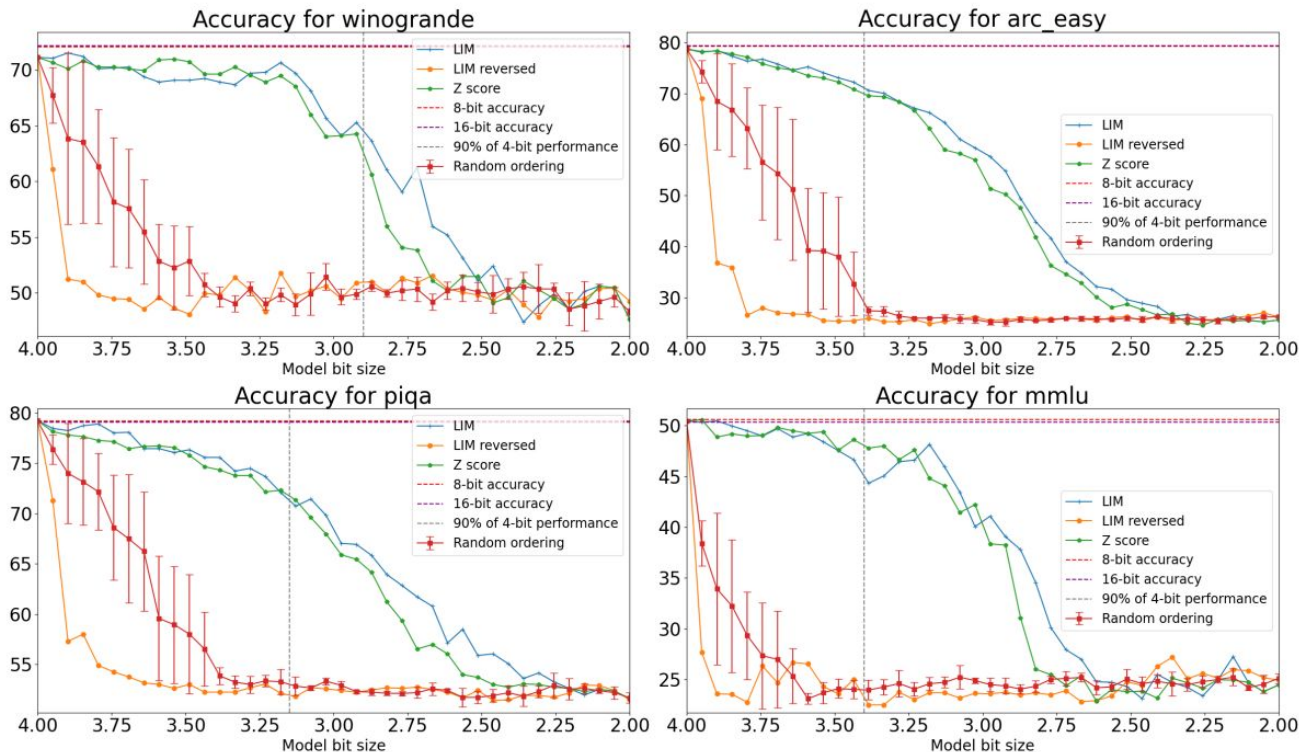 Accuracy for winogrande
70
65
60
55
50
LIM
LIM reversed
Z score
8-bit accuracy
16-bit accuracy
90% of 4-bit performance
Random ordering
4.00 3.75 3.50 3.25 3.00 2.75 2.50 2.25 2.00
Model bit size
Accuracy for arc_easy
80
70
60
50
40
30
LIM
LIM reversed
Z score
8-bit accuracy
16-bit accuracy
90% of 4-bit performance
Random ordering
4.00 3.75 3.50 3.25 3.00 2.75 2.50 2.25 2.00
Model bit size
Accuracy for piqa
80
75
70
65
60
55
LIM
LIM reversed
Z score
8-bit accuracy
16-bit accuracy
90% of 4-bit performance
Random ordering
4.00 3.75 3.50 3.25 3.00 2.75 2.50 2.25 2.00
Model bit size
Accuracy for mmlu
50
45
40
35
30
25
LIM
LIM reversed
Z score
8-bit accuracy
16-bit accuracy
90% of 4-bit performance
Random ordering
4.00 3.75 3.50 3.25 3.00 2.75 2.50 2.25 2.00
Model bit size